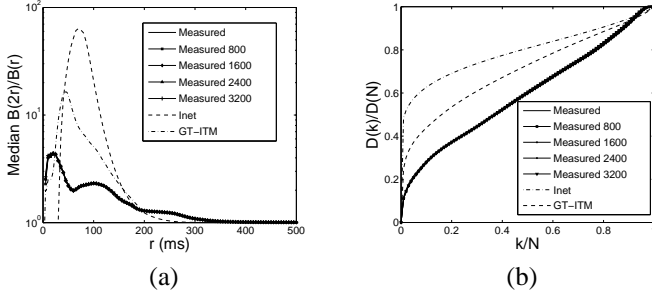 (a)
Median B(2r)/B(r)
10²
10¹
10⁰
Measured
Measured 800
Measured 1600
Measured 2400
Measured 3200
Inet
GT−ITM
0 100 200 300 400 500
r (ms)
(a)
(b)
D(k)/D(N)
1
0.8
0.6
0.4
0.2
0
Measured
Measured 800
Measured 1600
Measured 2400
Measured 3200
Inet
GT−ITM
0 0.2 0.4 0.6 0.8
k/N
(b)